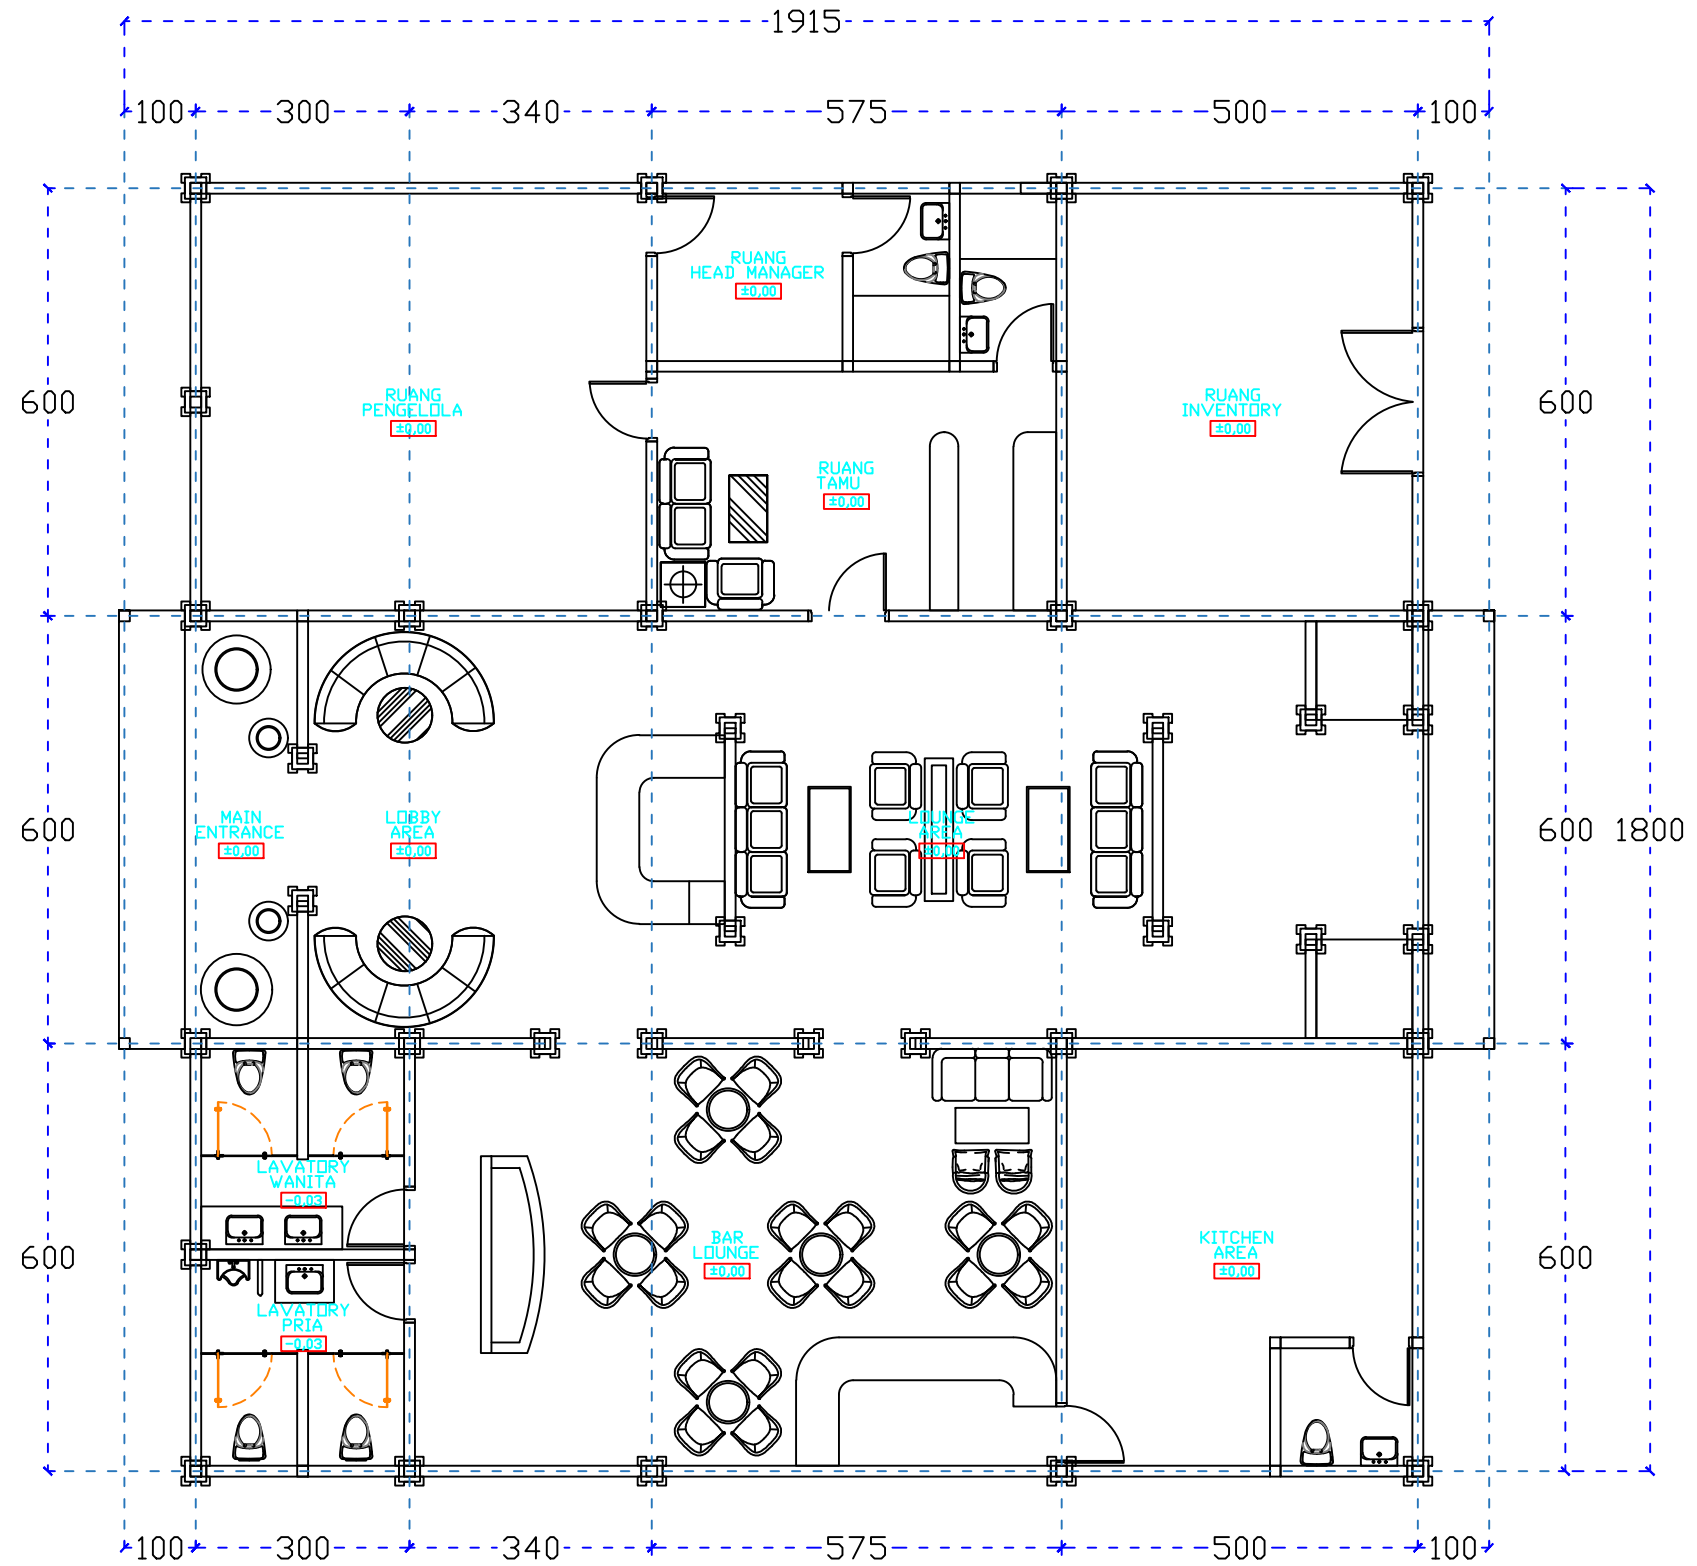 1915
100 300 340 575 500 100
RUANG
HEAD MANAGER
±0,00
RUANG
PENGELOLA
±0,00
RUANG
INVENTORY
±0,00
600
600
RUANG
TAMU
±0,00
MAIN
ENTRANCE
±0,00
LOBBY
AREA
±0,00
LOUNGE
AREA
±0,00
600
600 1800
LAVATORY
WANITA
-0,03
BAR
LOUNGE
±0,00
KITCHEN
AREA
±0,00
600
600
LAVATORY
PRIA
-0,03
100 300 340 575 500 100